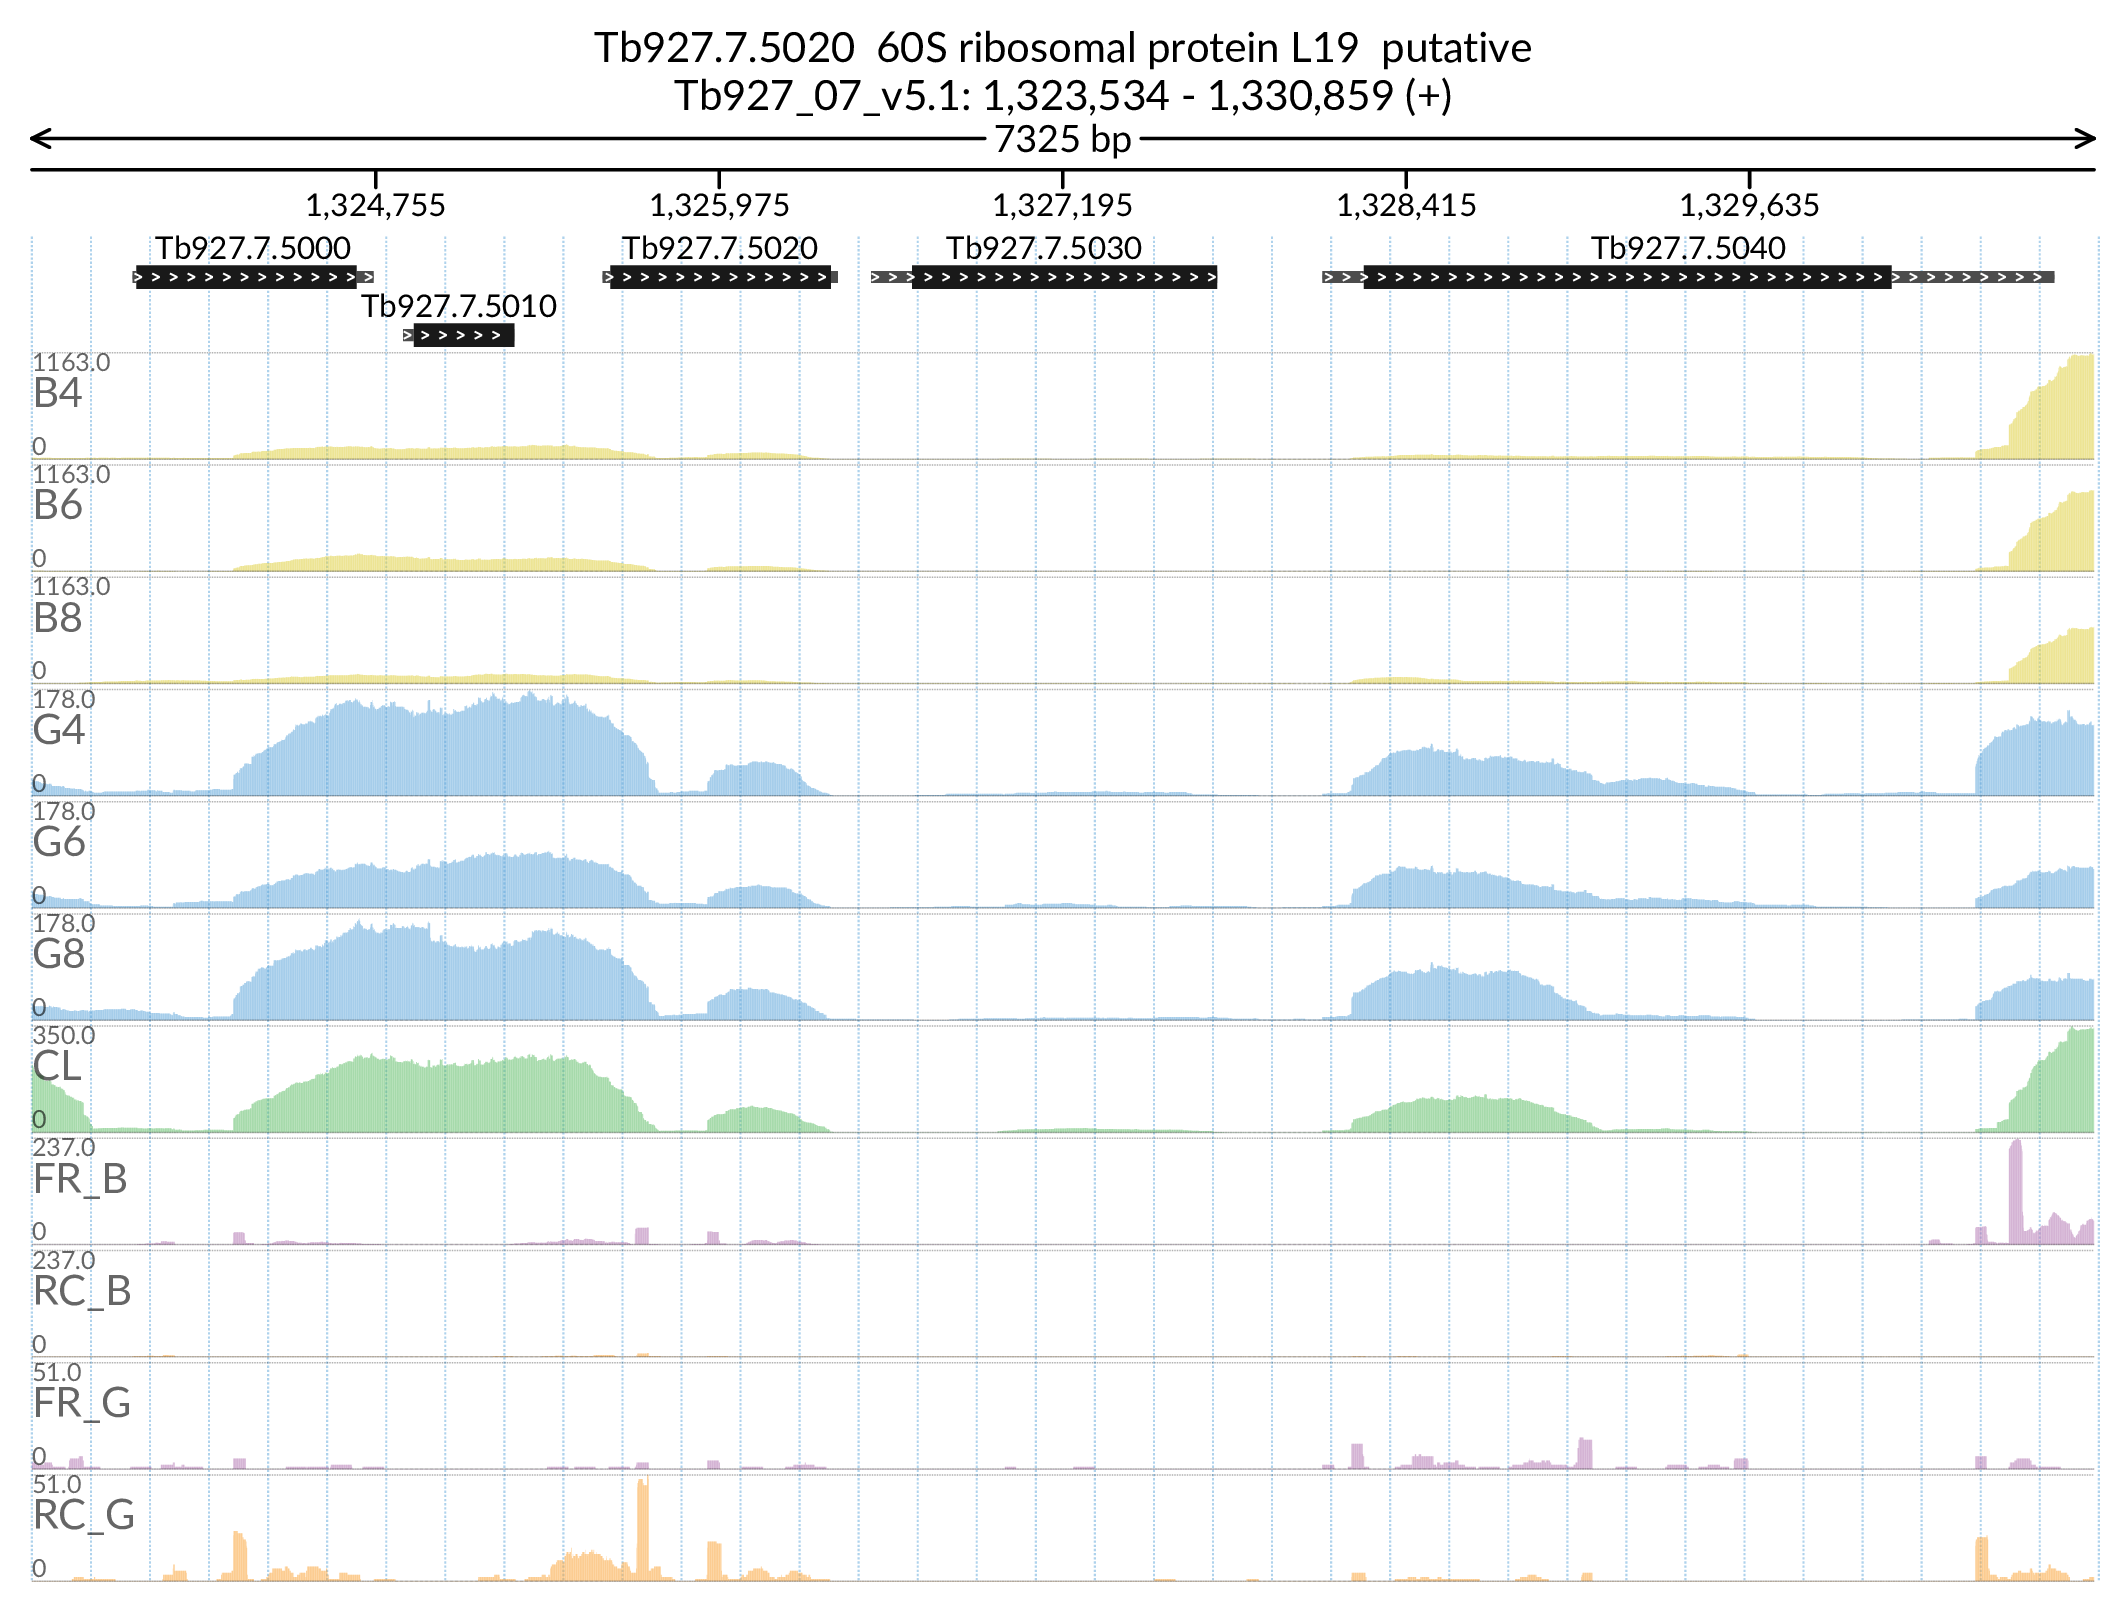 Tb927.7.5020  60S ribosomal protein L19  putative
Tb927_07_v5.1: 1,323,534 - 1,330,859 (+)
7325 bp
1,324,755 1,325,975 1,327,195 1,328,415 1,329,635
Tb927.7.5000 Tb927.7.5020 Tb927.7.5030 Tb927.7.5040
Tb927.7.5010
1163.0
B4
0
1163.0
B6
0
1163.0
B8
0
178.0
G4
0
178.0
G6
0
178.0
G8
0
350.0
CL
0
237.0
FR_B
0
237.0
RC_B
0
51.0
FR_G
0
51.0
RC_G
0